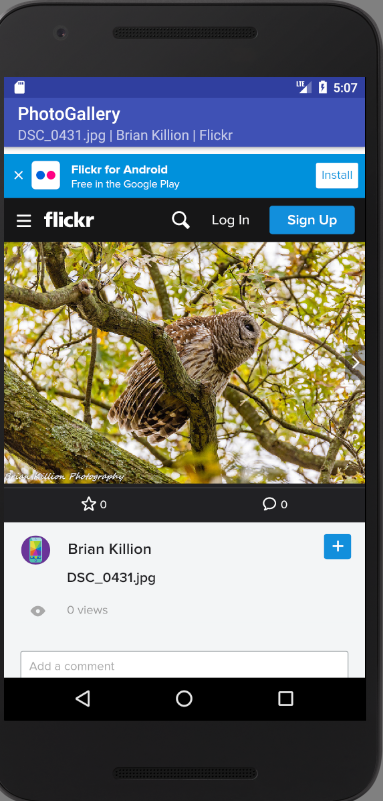 LTE 5:07
PhotoGallery
DSC_0431.jpg | Brian Killion | Flickr
Flickr for Android
Free in the Google Play
Install
flickr
Log In
Sign Up
Brian Killion Photography
0
0
Brian Killion
DSC_0431.jpg
0 views
Add a comment